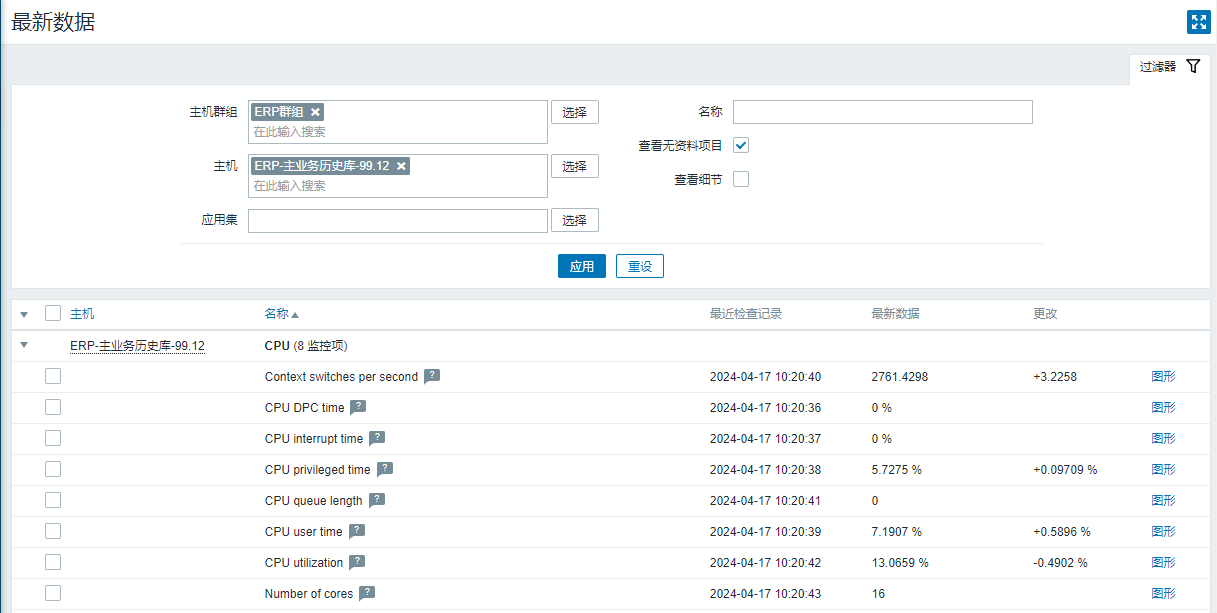 最新数据
过滤器
主机群组 ERP群组 选择 名称
在此输入搜索
查看无资料项目
主机 ERP-主业务历史库-99.12 选择
在此输入搜索
查看细节
应用集 选择
应用 重设
主机 名称 最近检查记录 最新数据 更改
ERP-主业务历史库-99.12 CPU (8 监控项)
Context switches per second ? 2024-04-17 10:20:40 2761.4298 +3.2258 图形
CPU DPC time ? 2024-04-17 10:20:36 0 % 图形
CPU interrupt time ? 2024-04-17 10:20:37 0 % 图形
CPU privileged time ? 2024-04-17 10:20:38 5.7275 % +0.09709 % 图形
CPU queue length ? 2024-04-17 10:20:41 0 图形
CPU user time ? 2024-04-17 10:20:39 7.1907 % +0.5896 % 图形
CPU utilization ? 2024-04-17 10:20:42 13.0659 % -0.4902 % 图形
Number of cores ? 2024-04-17 10:20:43 16 图形